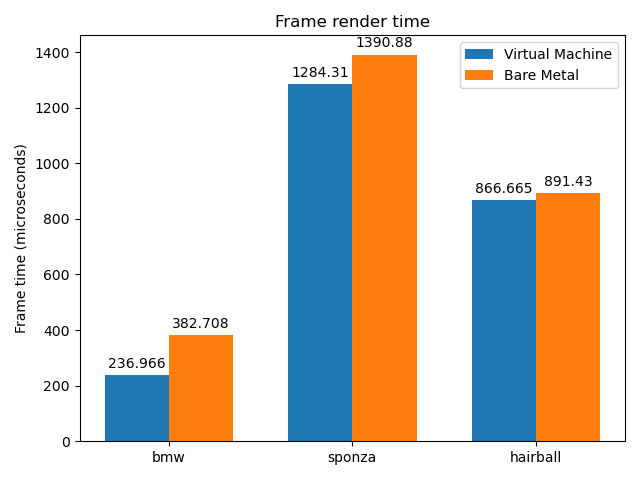 Frame render time
Frame time (microseconds)
1400
1200
1000
800
600
400
200
0
236.966
382.708
1284.31
1390.88
866.665
891.43
Virtual Machine
Bare Metal
bmw
sponza
hairball